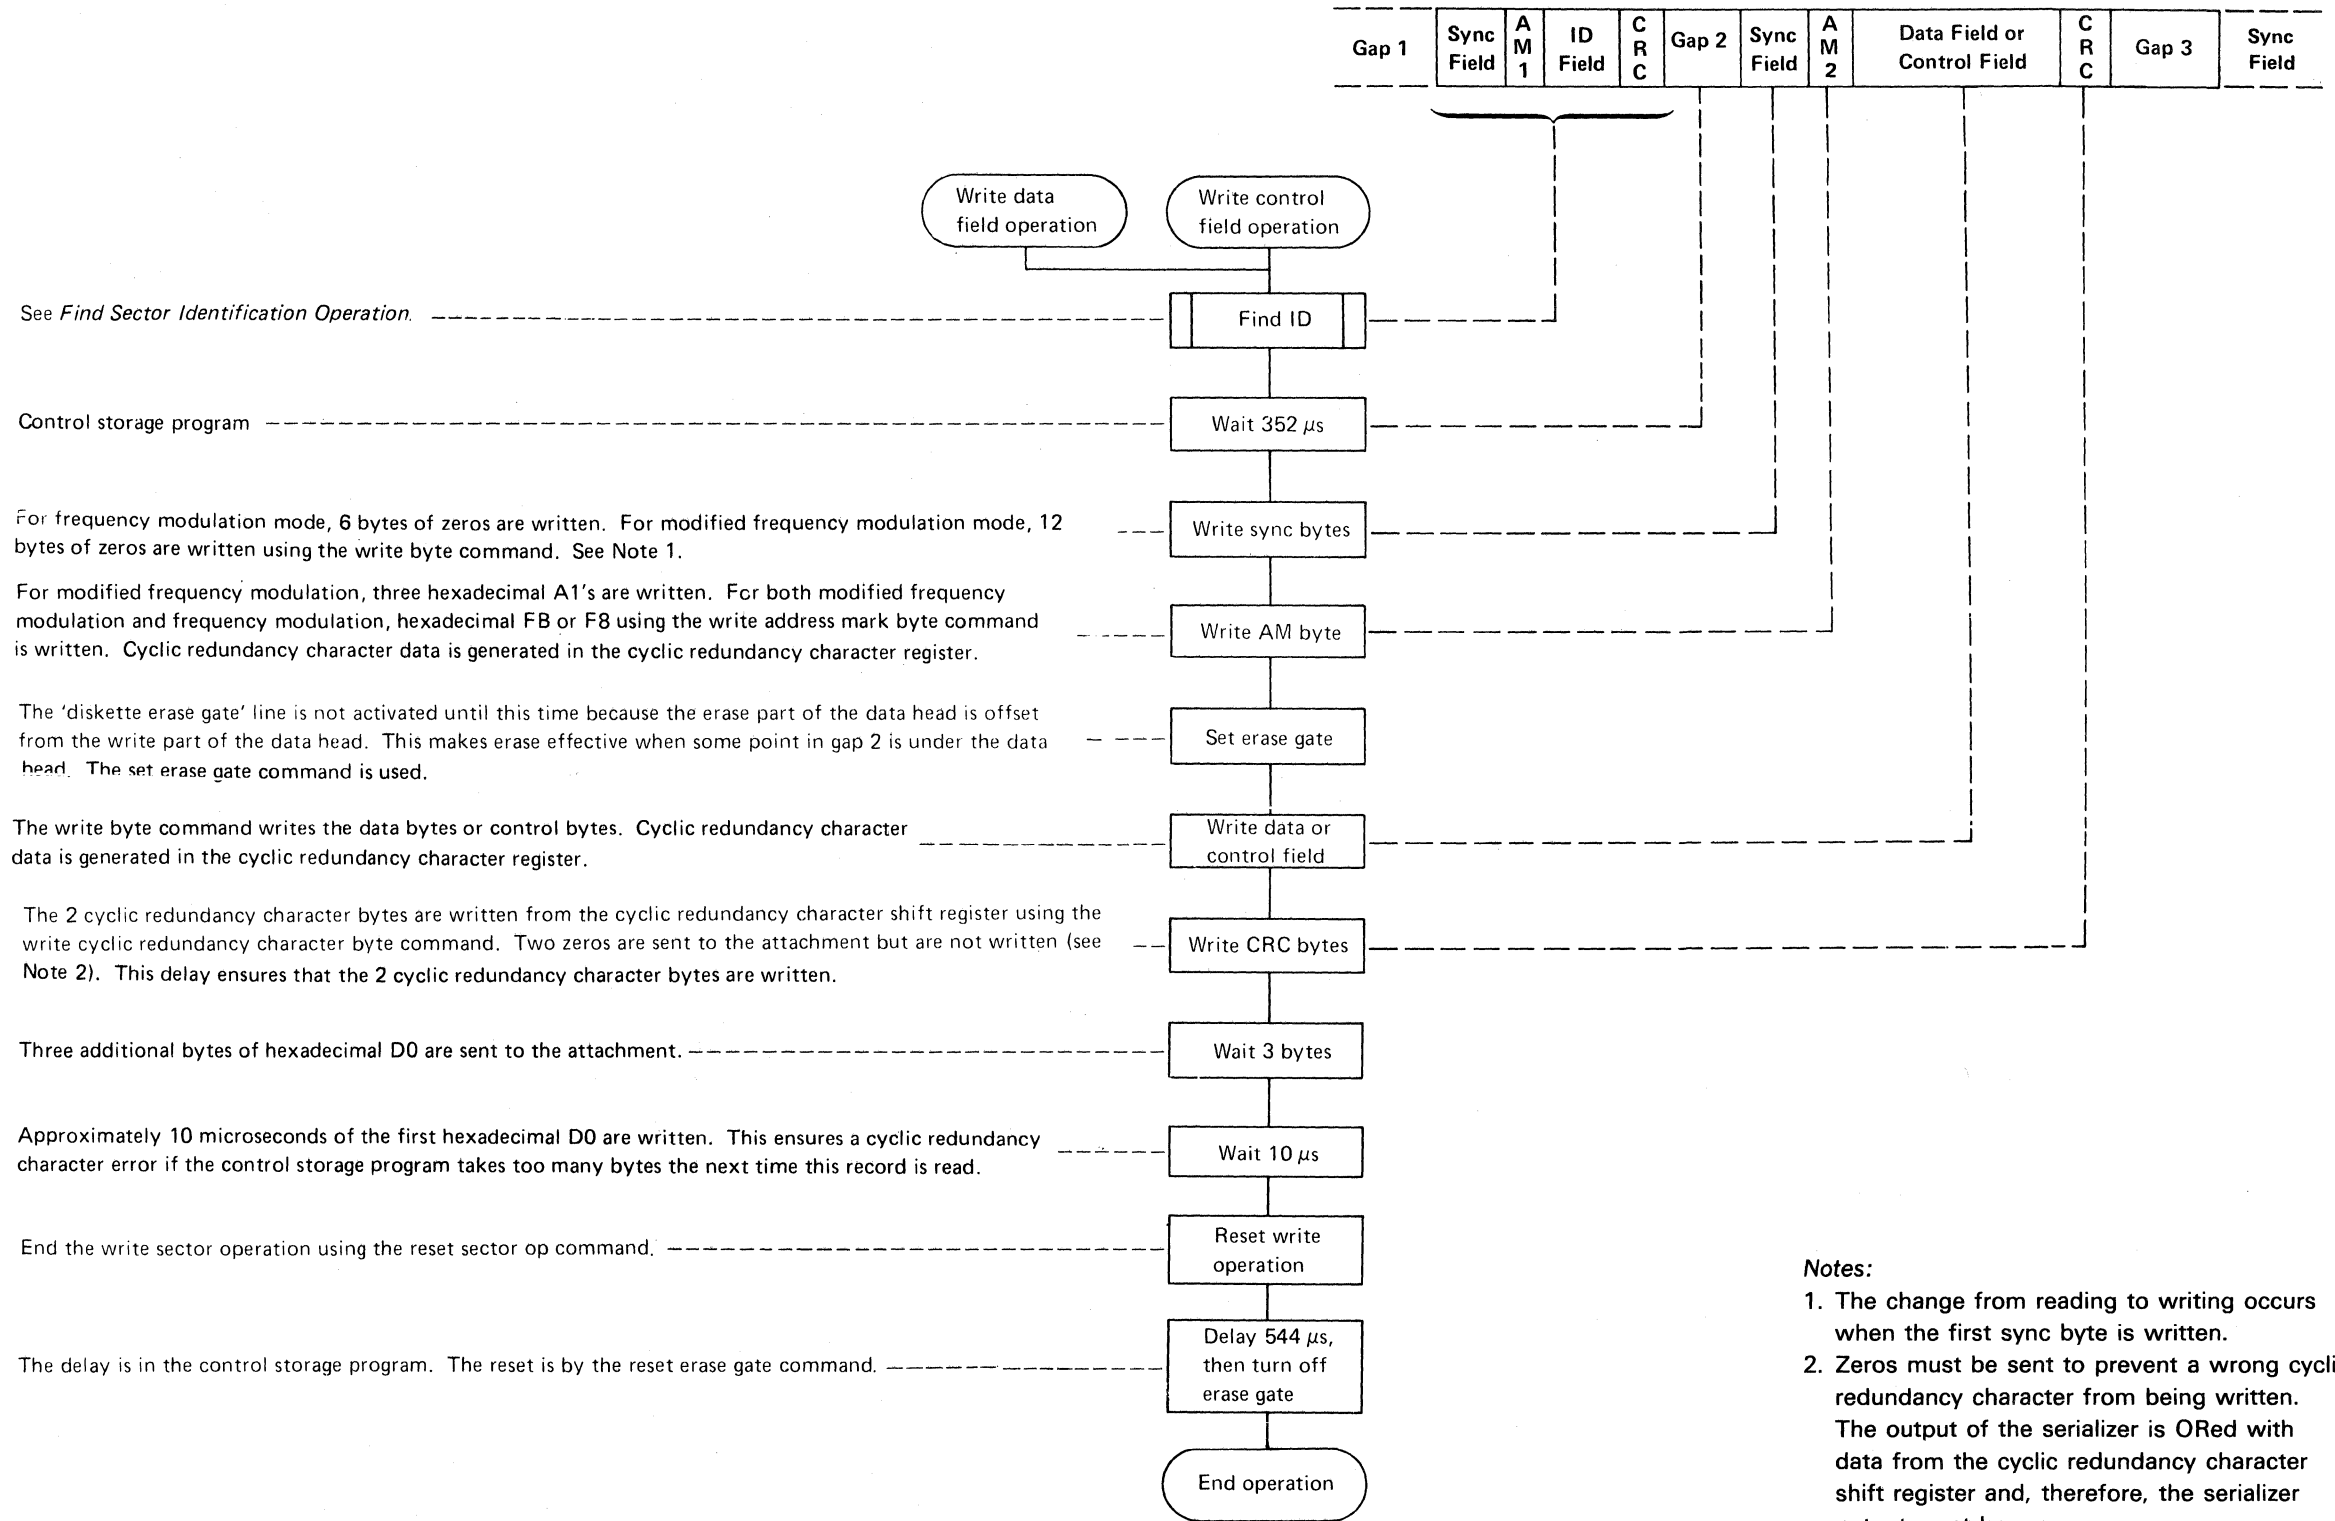 Gap 1
Sync
Field
A
M
1
ID
Field
C
R
C
Gap 2
Sync
Field
A
M
2
Data Field or
Control Field
C
R
C
Gap 3
Sync
Field
Write data
field operation
Write control
field operation
See Find Sector Identification Operation.
Find ID
Control storage program
Wait 352 μs
For frequency modulation mode, 6 bytes of zeros are written. For modified frequency modulation mode, 12
bytes of zeros are written using the write byte command. See Note 1.
Write sync bytes
For modified frequency modulation, three hexadecimal A1's are written. For both modified frequency
modulation and frequency modulation, hexadecimal FB or F8 using the write address mark byte command
is written. Cyclic redundancy character data is generated in the cyclic redundancy character register.
Write AM byte
The 'diskette erase gate' line is not activated until this time because the erase part of the data head is offset
from the write part of the data head. This makes erase effective when some point in gap 2 is under the data
head. The set erase gate command is used.
Set erase gate
The write byte command writes the data bytes or control bytes. Cyclic redundancy character
data is generated in the cyclic redundancy character register.
Write data or
control field
The 2 cyclic redundancy character bytes are written from the cyclic redundancy character shift register using the
write cyclic redundancy character byte command. Two zeros are sent to the attachment but are not written (see
Note 2). This delay ensures that the 2 cyclic redundancy character bytes are written.
Write CRC bytes
Three additional bytes of hexadecimal D0 are sent to the attachment.
Wait 3 bytes
Approximately 10 microseconds of the first hexadecimal D0 are written. This ensures a cyclic redundancy
character error if the control storage program takes too many bytes the next time this record is read.
Wait 10 μs
End the write sector operation using the reset sector op command.
Reset write
operation
The delay is in the control storage program. The reset is by the reset erase gate command.
Delay 544 μs,
then turn off
erase gate
End operation
Notes:
1. The change from reading to writing occurs
when the first sync byte is written.
2. Zeros must be sent to prevent a wrong cycli
redundancy character from being written.
The output of the serializer is ORed with
data from the cyclic redundancy character
shift register and, therefore, the serializer